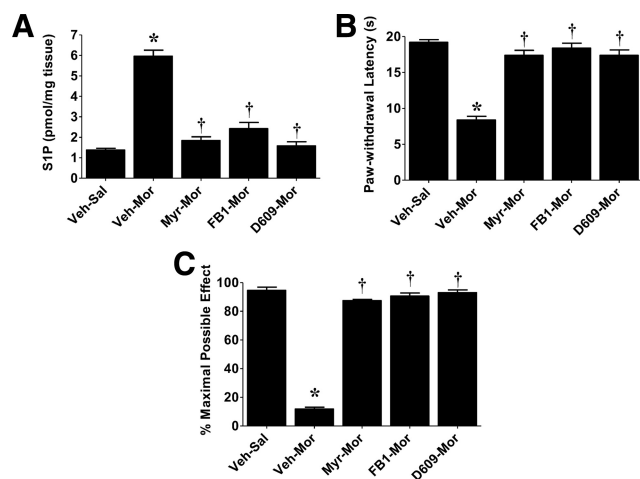 A
S1P (pmol/mg tissue)
7
6
5
4
3
2
1
0
*
†
†
†
Veh-Sal
Veh-Mor
Myr-Mor
FB1-Mor
D609-Mor
B
Paw-withdrawal Latency (s)
20
15
10
5
0
*
†
†
†
Veh-Sal
Veh-Mor
Myr-Mor
FB1-Mor
D609-Mor
C
% Maximal Possible Effect
100
80
60
40
20
0
*
†
†
†
Veh-Sal
Veh-Mor
Myr-Mor
FB1-Mor
D609-Mor